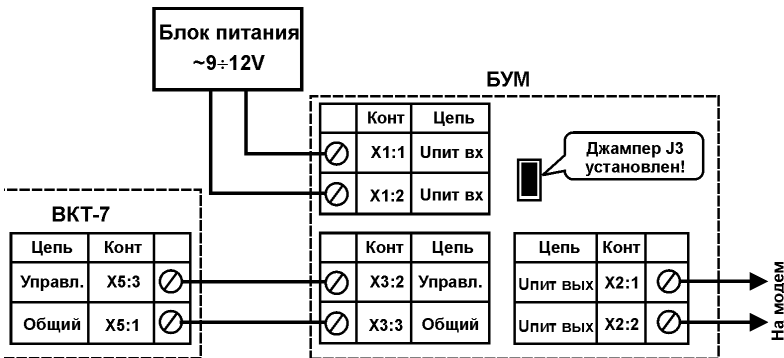 Блок питания
~9÷12V
БУМ
Конт Цепь
X1:1 Uпит вх
X1:2 Uпит вх
Джампер J3
установлен!
ВКТ-7
Цепь Конт
Управл. X5:3
Общий X5:1
Конт Цепь
X3:2 Управл.
X3:3 Общий
Цепь Конт
Uпит вых X2:1
Uпит вых X2:2
На модем